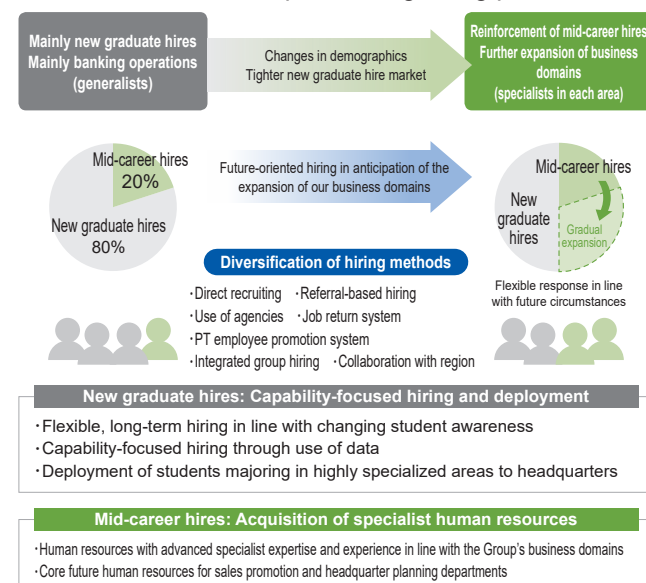 Mainly new graduate hires
Mainly banking operations
(generalists)
Changes in demographics
Tighter new graduate hire market
Reinforcement of mid-career hires
Further expansion of business
domains
(specialists in each area)
Mid-career hires
20%
New graduate hires
80%
Future-oriented hiring in anticipation of the
expansion of our business domains
Mid-career hires
New
graduate
hires
Gradual
expansion
Flexible response in line
with future circumstances
Diversification of hiring methods
・Direct recruiting ・Referral-based hiring
・Use of agencies ・Job return system
・PT employee promotion system
・Integrated group hiring ・Collaboration with region
New graduate hires: Capability-focused hiring and deployment
・Flexible, long-term hiring in line with changing student awareness
・Capability-focused hiring through use of data
・Deployment of students majoring in highly specialized areas to headquarters
Mid-career hires: Acquisition of specialist human resources
・Human resources with advanced specialist expertise and experience in line with the Group's business domains
・Core future human resources for sales promotion and headquarter planning departments